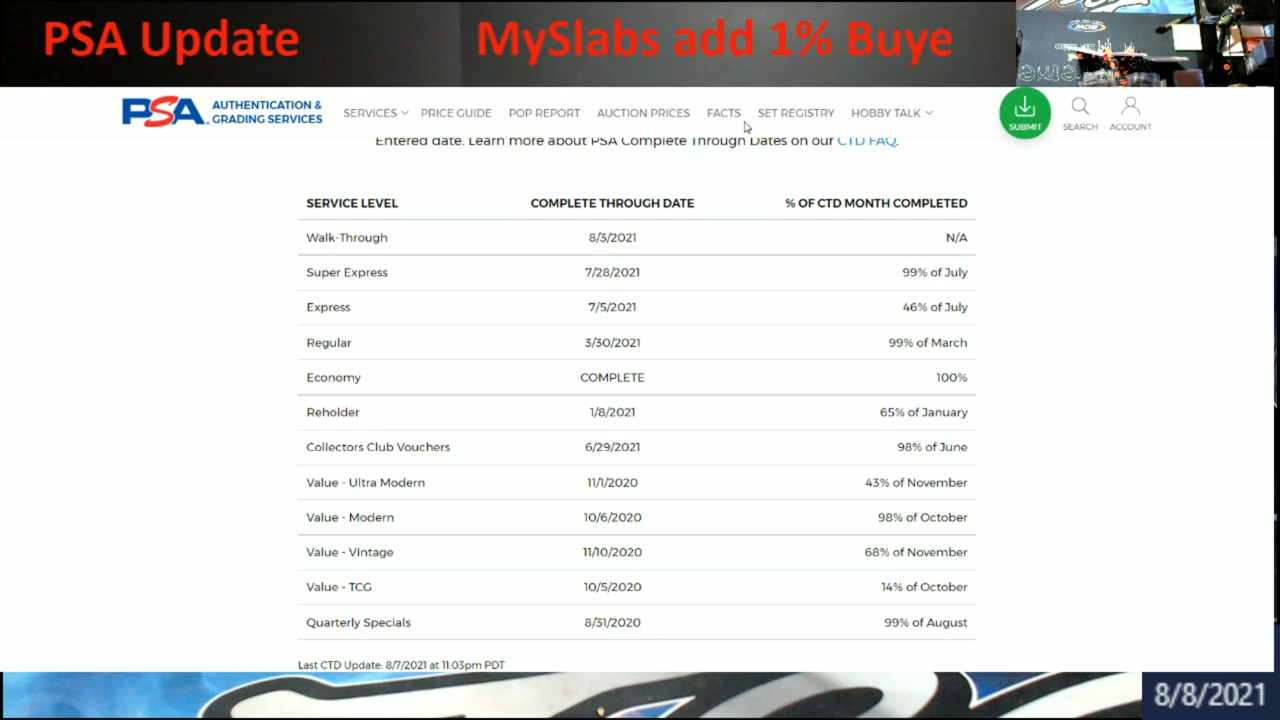 PSA Update
MySlabs add 1% Buye
PSA AUTHENTICATION &
GRADING SERVICES
SERVICES
PRICE GUIDE
POP REPORT
AUCTION PRICES
FACTS
SET REGISTRY
HOBBY TALK
SUBMIT
SEARCH
ACCOUNT
Entered date. Learn more about PSA Complete Through Dates on our CTD FAQ.
SERVICE LEVEL COMPLETE THROUGH DATE % OF CTD MONTH COMPLETED
Walk-Through 8/3/2021 N/A
Super Express 7/28/2021 99% of July
Express 7/5/2021 46% of July
Regular 3/30/2021 99% of March
Economy COMPLETE 100%
Reholder 1/8/2021 65% of January
Collectors Club Vouchers 6/29/2021 98% of June
Value - Ultra Modern 11/1/2020 43% of November
Value - Modern 10/6/2020 98% of October
Value - Vintage 11/10/2020 68% of November
Value - TCG 10/5/2020 14% of October
Quarterly Specials 8/31/2020 99% of August
Last CTD Update: 8/7/2021 at 11:03pm PDT
8/8/2021